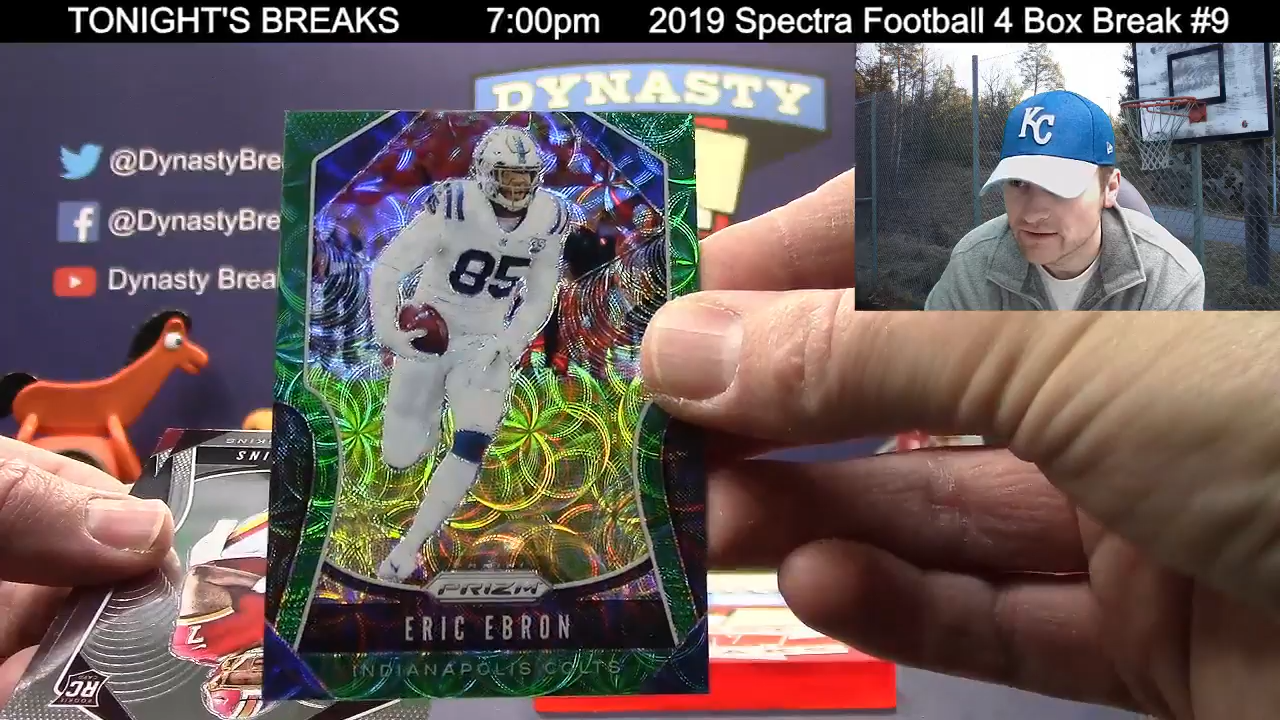 TONIGHT'S BREAKS 7:00pm 2019 Spectra Football 4 Box Break #9
DYNASTY
@DynastyBre
@DynastyBre
Dynasty Brea
KC
85
PRIZM
ERIC EBRON
INDIANAPOLIS COLTS
7
RC